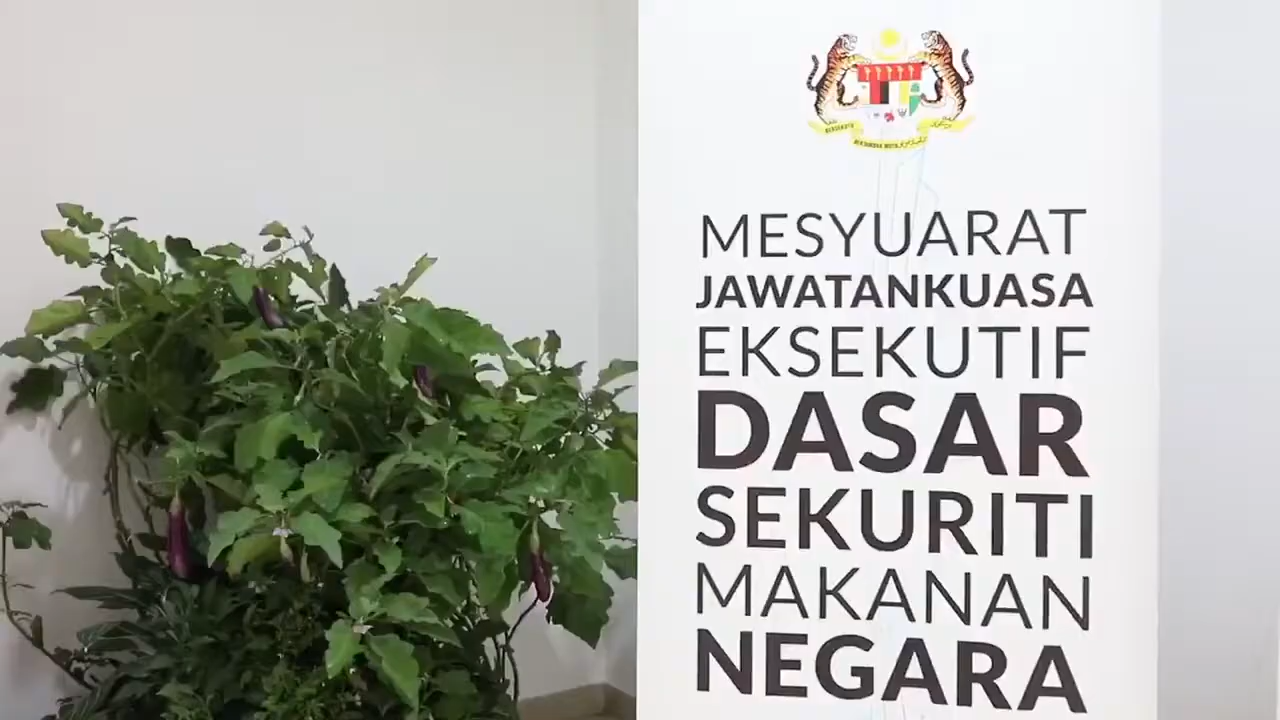 MESYUARAT
JAWATANKUASA
EKSEKUTIF
DASAR
SEKURITI
MAKANAN
NEGARA